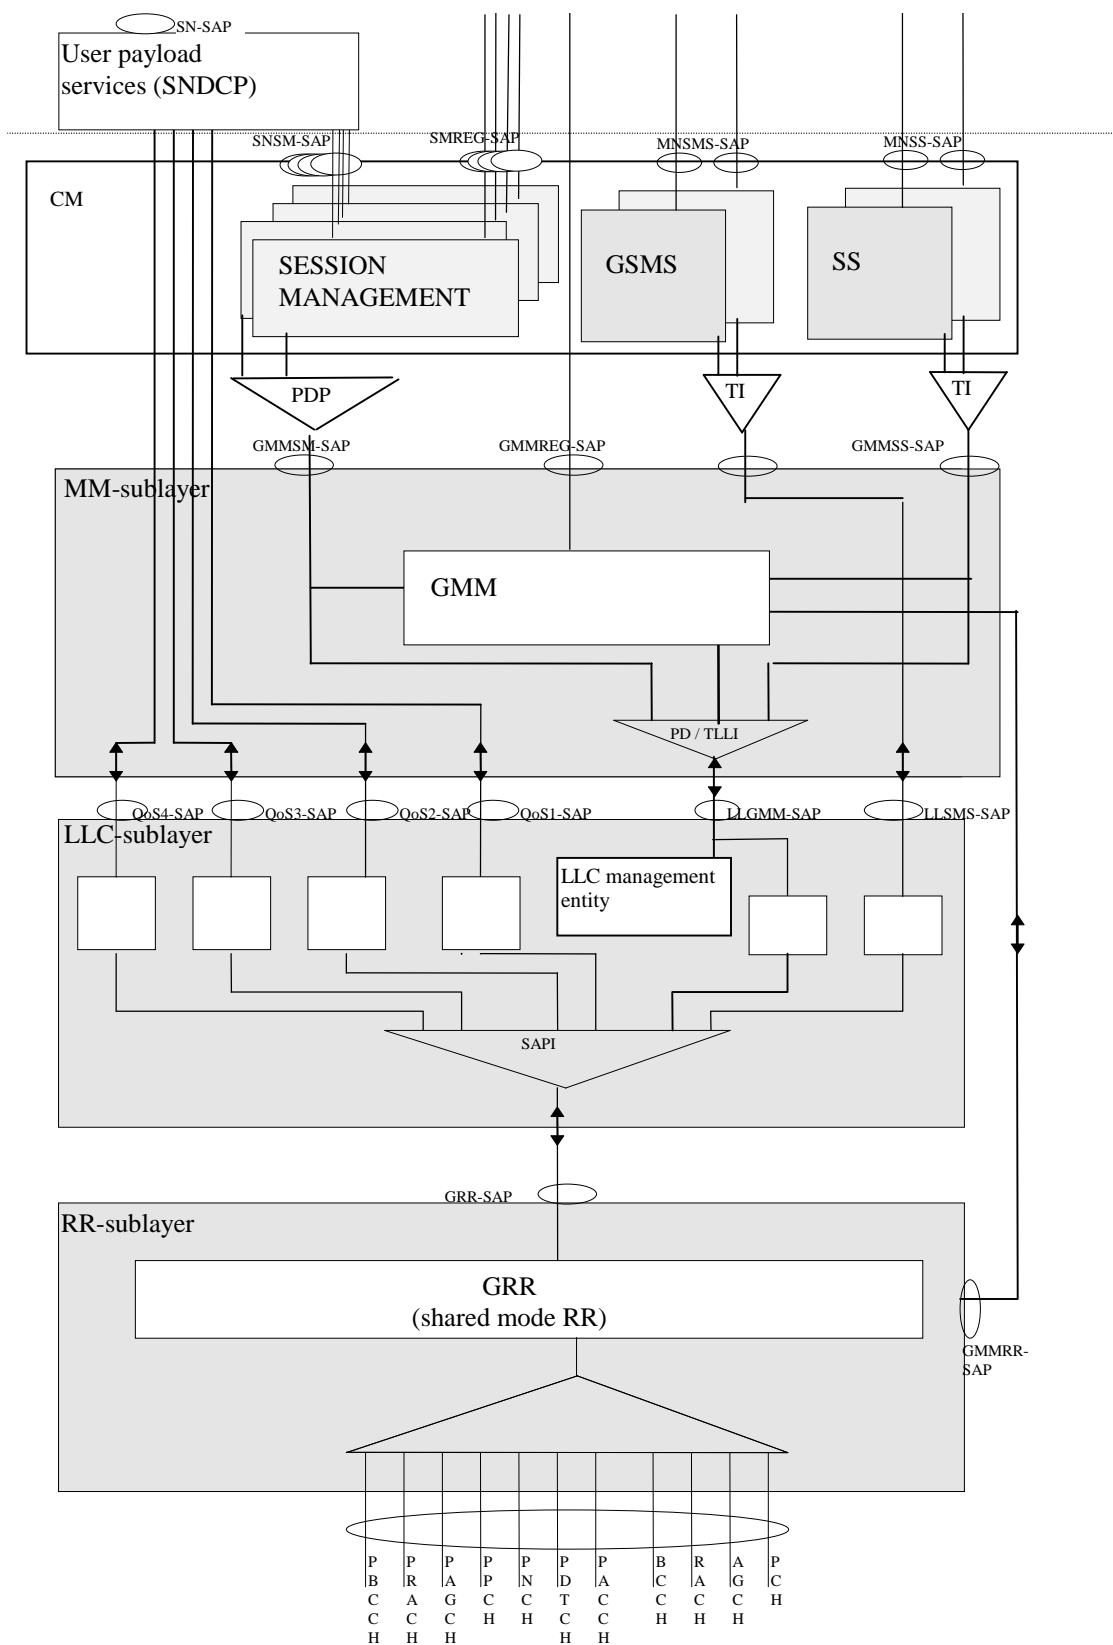 SN-SAP
User payload
services (SNDCP)
SNSM-SAP
SMREG-SAP
MNSMS-SAP
MNSS-SAP
CM
SESSION
MANAGEMENT
GSMS
SS
PDP
TI
TI
GMMSM-SAP
GMMREG-SAP
GMMSS-SAP
MM-sublayer
GMM
PD / TLLI
QoS4-SAP
QoS3-SAP
QoS2-SAP
QoS1-SAP
LLGMM-SAP
LLSMS-SAP
LLC-sublayer
LLC management
entity
SAPI
GRR-SAP
RR-sublayer
GRR
(shared mode RR)
GMMRR-
SAP
PBCCH
PRACH
PAGCH
PPCH
PNCH
PDTCH
PACCH
BCCH
RACH
AGCH
PCH